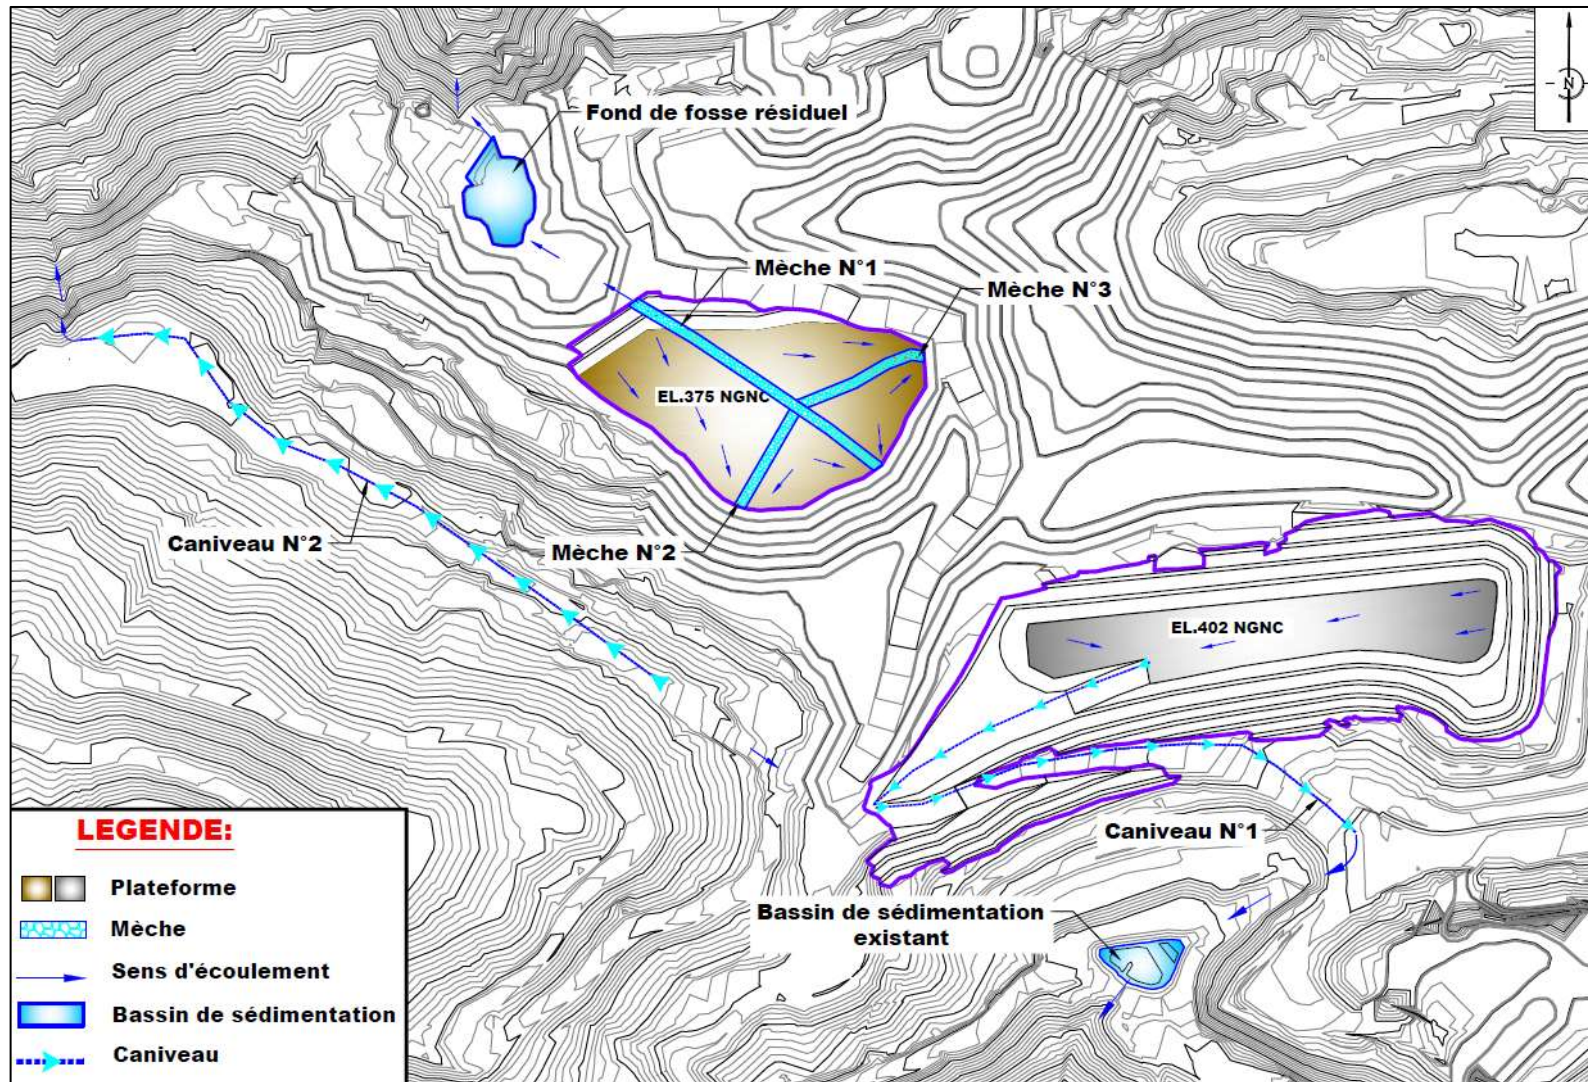 N
Fond de fosse résiduel
Mèche N°1
Mèche N°3
EL.375 NGNC
Caniveau N°2
Mèche N°2
EL.402 NGNC
Caniveau N°1
Bassin de sédimentation
existant
LEGENDE:
Plateforme
Mèche
Sens d'écoulement
Bassin de sédimentation
Caniveau